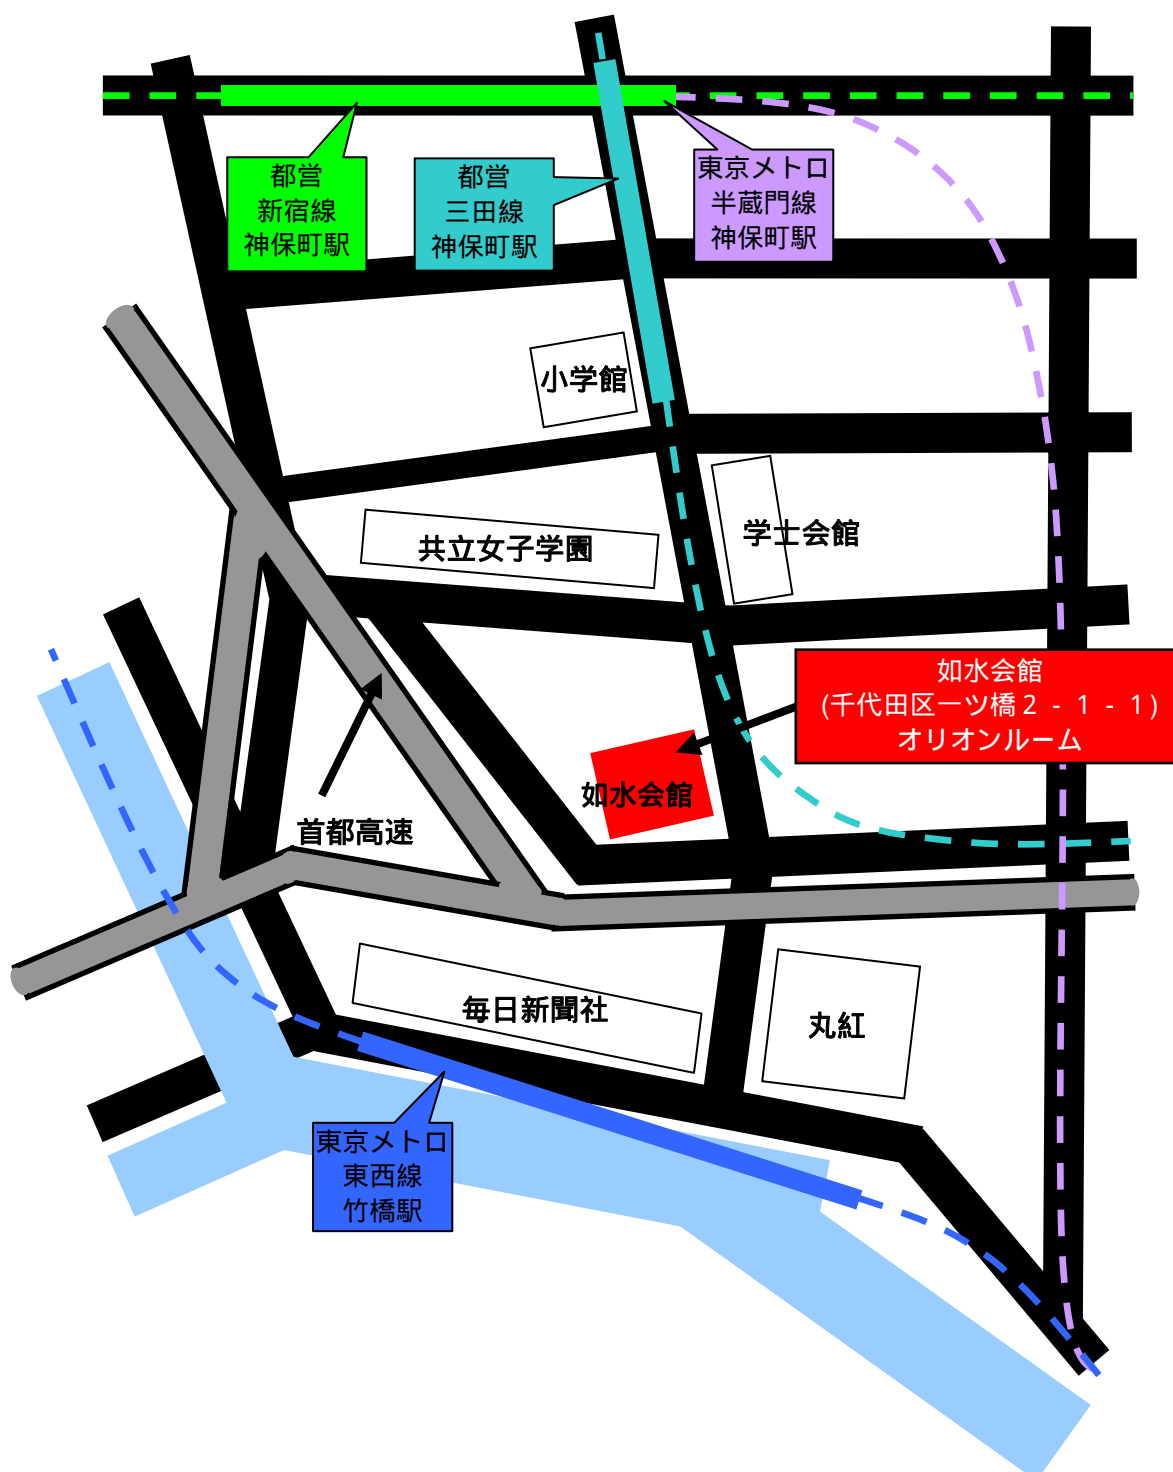 都営
新宿線
神保町駅
都営
三田線
神保町駅
東京メトロ
半蔵門線
神保町駅
小学館
学士会館
共立女子学園
如水会館
(千代田区一ツ橋2-1-1)
オリオンルーム
如水会館
首都高速
毎日新聞社
丸紅
東京メトロ
東西線
竹橋駅